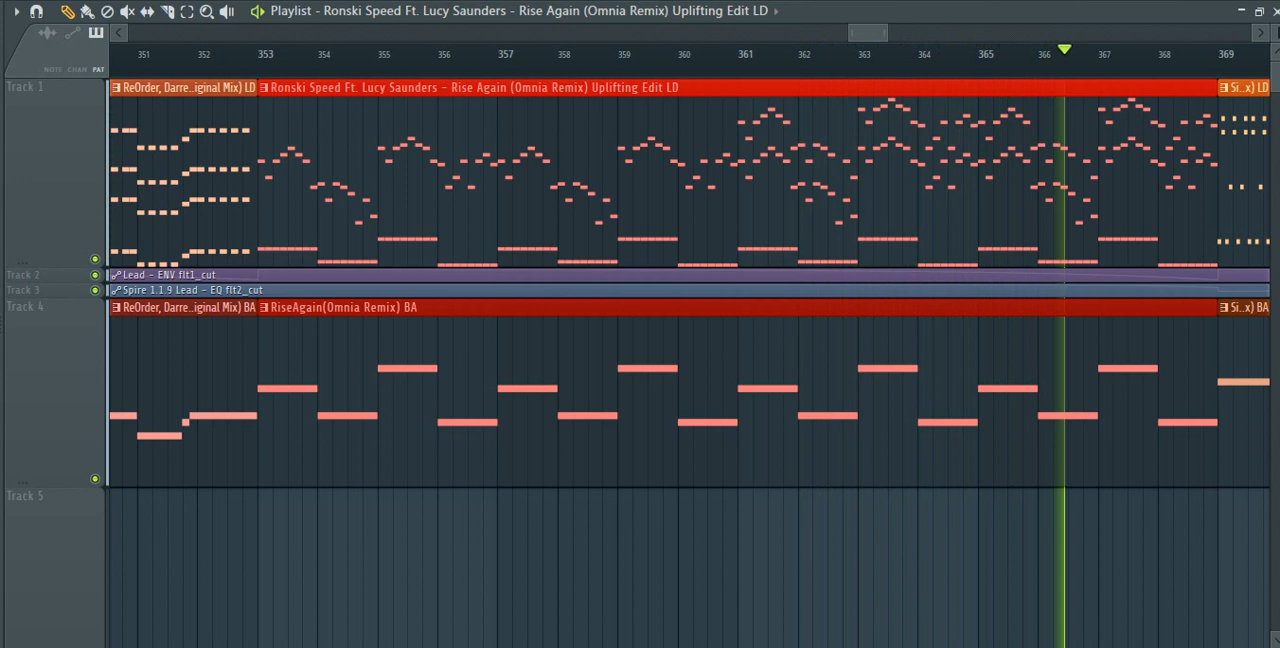 Playlist - Ronski Speed Ft. Lucy Saunders - Rise Again (Omnia Remix) Uplifting Edit LD
NOTE CHAN PAT
351 352 353 354 355 356 357 358 359 360 361 362 363 364 365 366 367 368 369
Track 1
ReOrder, Darre..iginal Mix) LD
Ronski Speed Ft. Lucy Saunders - Rise Again (Omnia Remix) Uplifting Edit LD
Si..x) LD
...
Track 2
Lead - ENV flt1_cut
Track 3
Spire 1.1.9 Lead - EQ flt2_cut
Track 4
ReOrder, Darre..iginal Mix) BA
RiseAgain(Omnia Remix) BA
Si..x) BA
...
Track 5